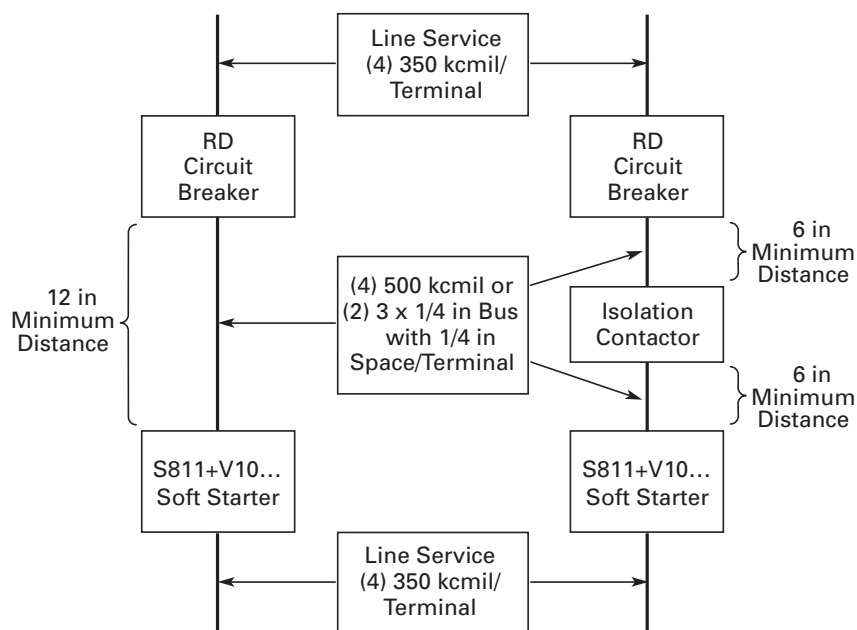 Line Service
(4) 350 kcmil/
Terminal
RD
Circuit
Breaker
RD
Circuit
Breaker
6 in
Minimum
Distance
12 in
Minimum
Distance
(4) 500 kcmil or
(2) 3 x 1/4 in Bus
with 1/4 in
Space/Terminal
Isolation
Contactor
6 in
Minimum
Distance
S811+V10...
Soft Starter
S811+V10...
Soft Starter
Line Service
(4) 350 kcmil/
Terminal